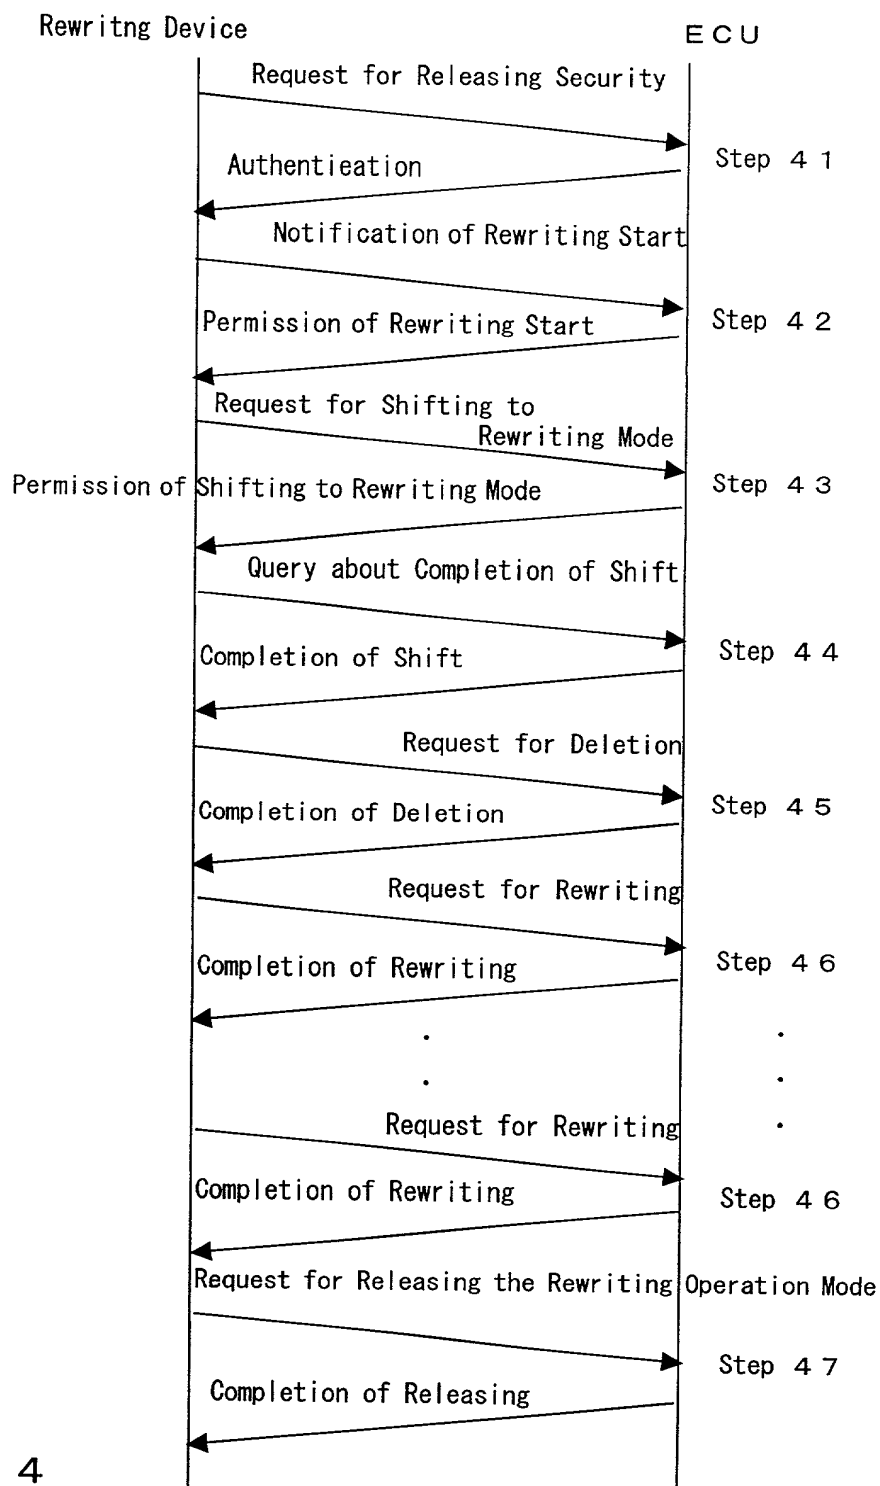 Rewritng Device
ECU
Request for Releasing Security
Step 41
Authentieation
Notification of Rewriting Start
Step 42
Permission of Rewriting Start
Request for Shifting to
Rewriting Mode
Step 43
Permission of Shifting to Rewriting Mode
Query about Completion of Shift
Step 44
Completion of Shift
Request for Deletion
Step 45
Completion of Deletion
Request for Rewriting
Step 46
Completion of Rewriting
Request for Rewriting
Completion of Rewriting
Step 46
Request for Releasing the Rewriting Operation Mode
Step 47
Completion of Releasing
4